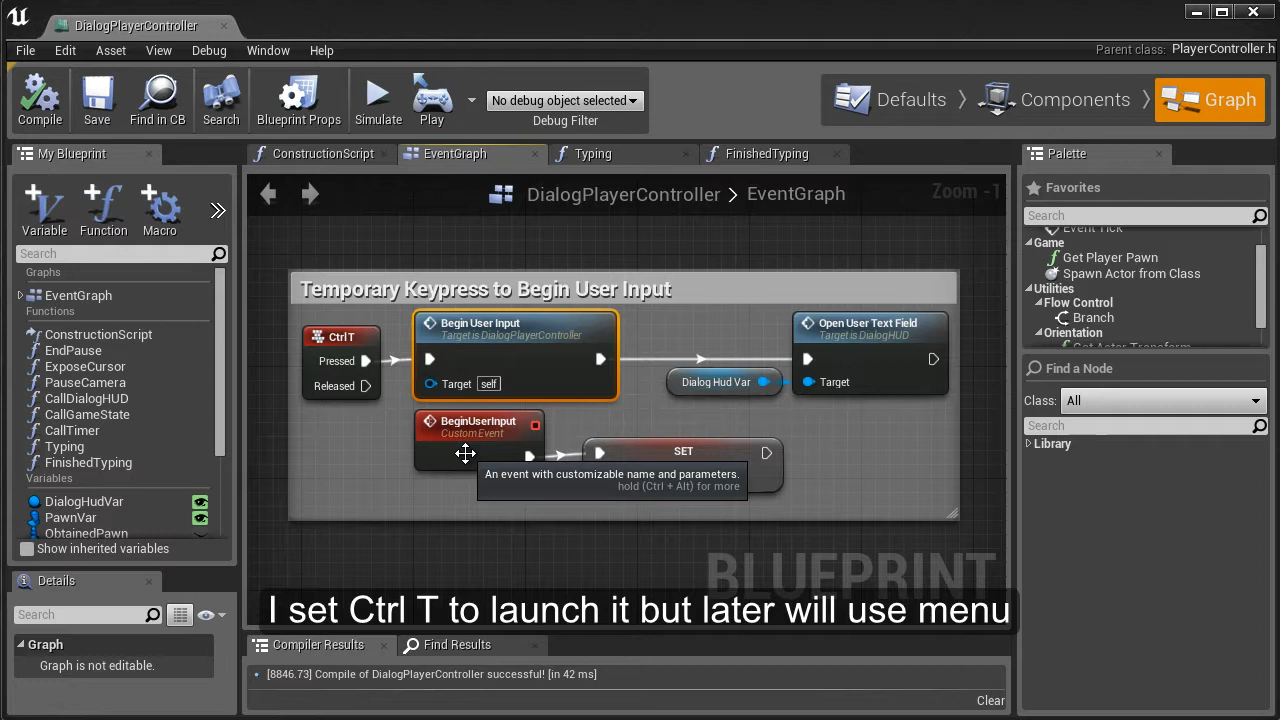 DialogPlayerController
File Edit Asset View Debug Window Help
Parent class: PlayerController.h
Compile Save Find in CB Search Blueprint Props Simulate Play
No debug object selected
Debug Filter
Defaults Components Graph
My Blueprint
ConstructionScript EventGraph Typing FinishedTyping
Palette
Variable Function Macro
Search
Graphs
EventGraph
Functions
ConstructionScript
EndPause
ExposeCursor
PauseCamera
CallDialogHUD
CallGameState
CallTimer
Typing
FinishedTyping
Variables
DialogHudVar
PawnVar
ObtainedPawn
Show inherited variables
Details
Search
Graph
Graph is not editable.
DialogPlayerController > EventGraph
Zoom -1
Temporary Keypress to Begin User Input
Ctrl T
Pressed
Released
Begin User Input
Target is DialogPlayerController
Target self
Dialog Hud Var
Open User Text Field
Target is DialogHUD
Target
BeginUserInput
Custom Event
SET
An event with customizable name and parameters.
hold (Ctrl + Alt) for more
BLUEPRINT
I set Ctrl T to launch it but later will use menu
Compiler Results Find Results
[8846.73] Compile of DialogPlayerController successful! [in 42 ms]
Clear
Favorites
Search
Event Tick
Game
Get Player Pawn
Spawn Actor from Class
Utilities
Flow Control
Branch
Orientation
Get Actor Transform
Find a Node
Class: All
Search
Library